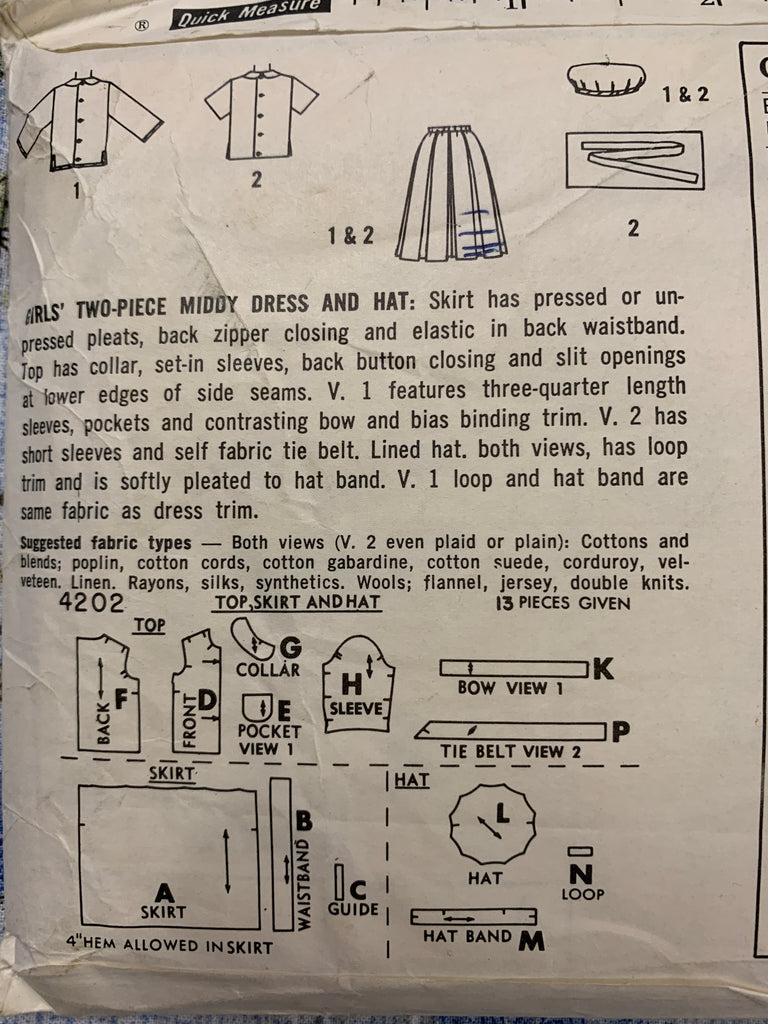 ® Quick Measure
1
2
1 & 2
1 & 2
2
GIRLS' TWO-PIECE MIDDY DRESS AND HAT: Skirt has pressed or un-
pressed pleats, back zipper closing and elastic in back waistband.
Top has collar, set-in sleeves, back button closing and slit openings
at lower edges of side seams. V. 1 features three-quarter length
sleeves, pockets and contrasting bow and bias binding trim. V. 2 has
short sleeves and self fabric tie belt. Lined hat. both views, has loop
trim and is softly pleated to hat band. V. 1 loop and hat band are
same fabric as dress trim.
Suggested fabric types — Both views (V. 2 even plaid or plain): Cottons and
blends; poplin, cotton cords, cotton gabardine, cotton suede, corduroy, vel-
veteen. Linen. Rayons, silks, synthetics. Wools; flannel, jersey, double knits.
4202 TOP, SKIRT AND HAT 13 PIECES GIVEN
TOP
BACK F
FRONT D
G
COLLAR
E
POCKET
VIEW 1
H
SLEEVE
K
BOW VIEW 1
P
TIE BELT VIEW 2
SKIRT
A
SKIRT
B
WAISTBAND
C
GUIDE
4" HEM ALLOWED IN SKIRT
HAT
L
HAT
N
LOOP
HAT BAND M